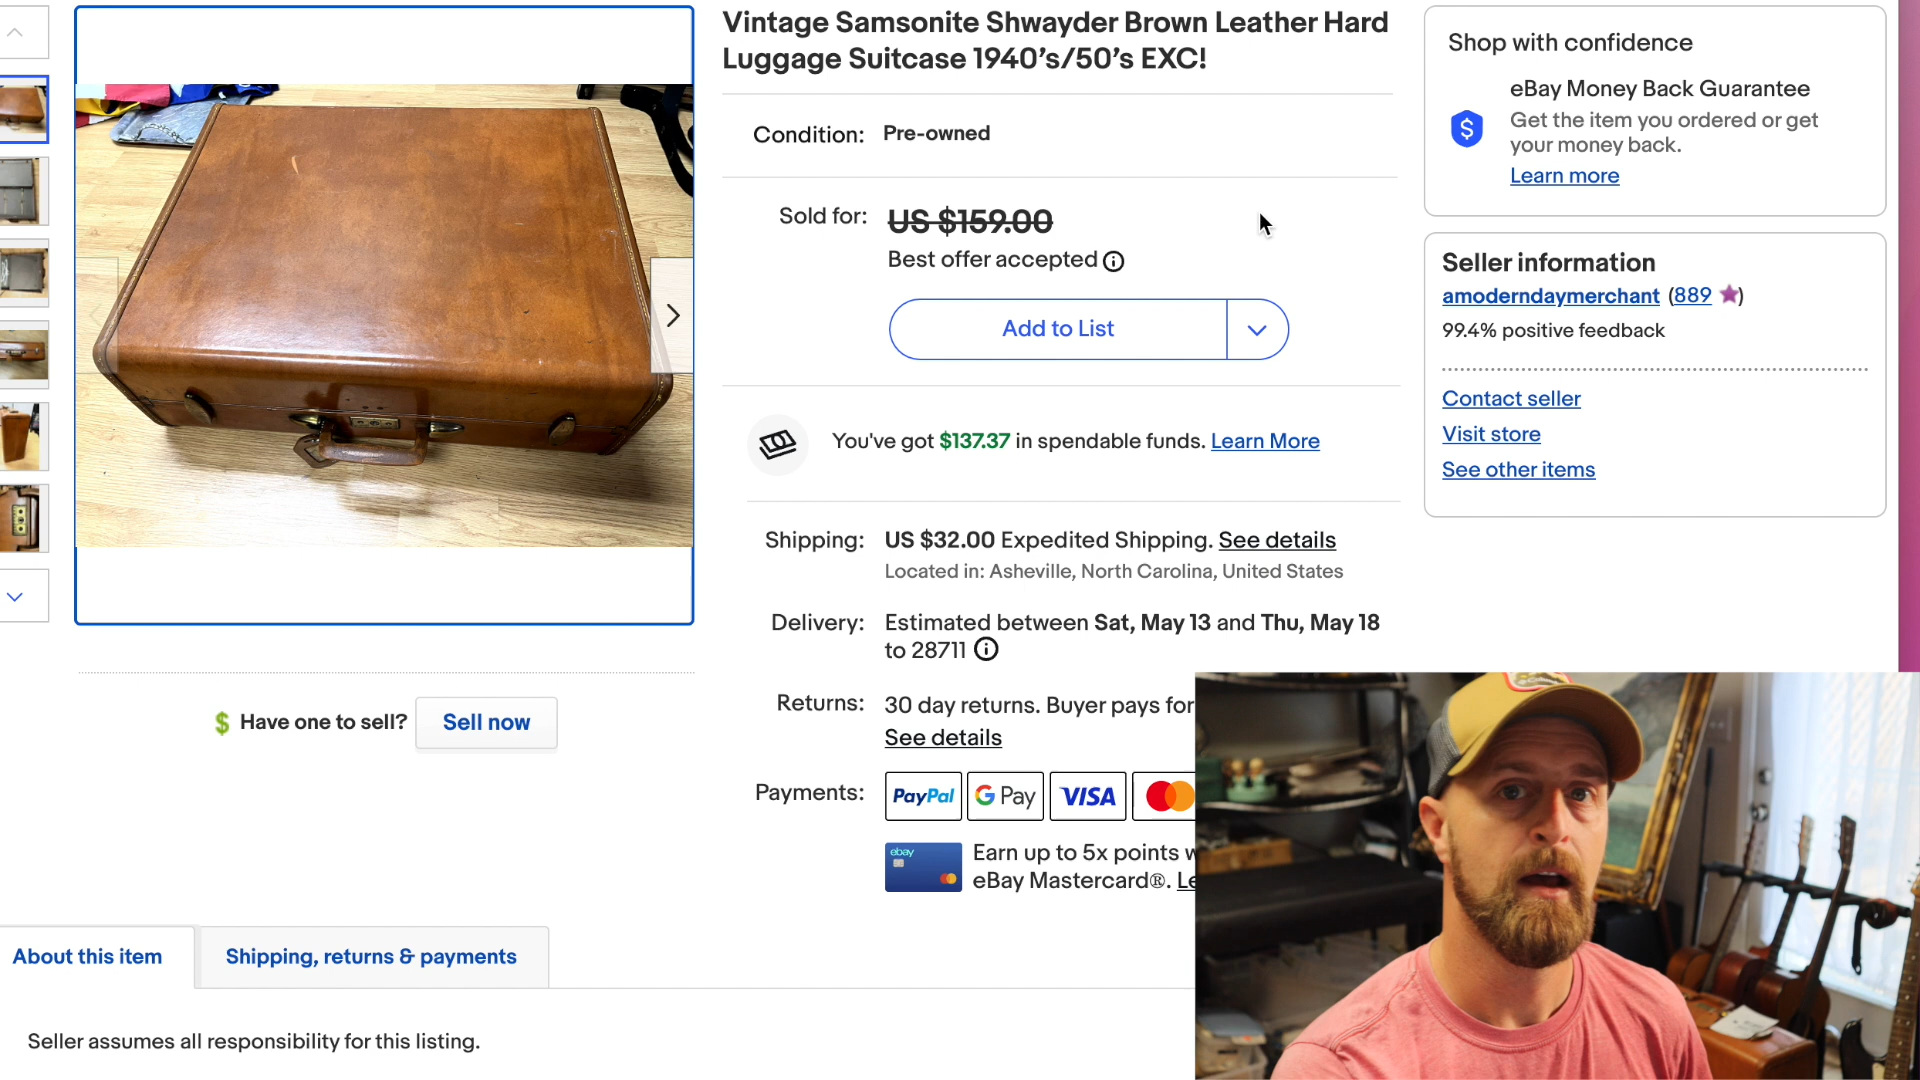 Vintage Samsonite Shwayder Brown Leather Hard
Luggage Suitcase 1940's/50's EXC!
Condition: Pre-owned
Sold for: US $159.00
Best offer accepted
Add to List
You've got $137.37 in spendable funds. Learn More
Shipping: US $32.00 Expedited Shipping. See details
Located in: Asheville, North Carolina, United States
Delivery: Estimated between Sat, May 13 and Thu, May 18
to 28711
Returns: 30 day returns. Buyer pays for
See details
Payments: PayPal G Pay VISA
ebay
Earn up to 5x points w
eBay Mastercard®. Le
Shop with confidence
eBay Money Back Guarantee
Get the item you ordered or get
your money back.
Learn more
Seller information
amoderndaymerchant (889)
99.4% positive feedback
Contact seller
Visit store
See other items
Have one to sell? Sell now
About this item
Shipping, returns & payments
Seller assumes all responsibility for this listing.